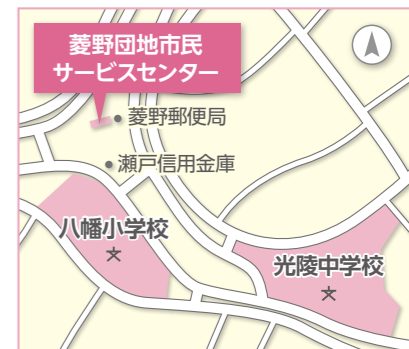 菱野団地市民
サービスセンター
菱野郵便局
瀬戸信用金庫
八幡小学校
光陵中学校